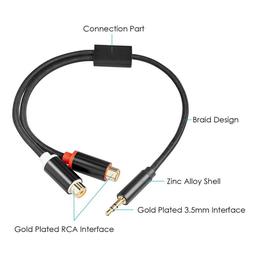 Connection Part
Braid Design
Zinc Alloy Shell
Gold Plated 3.5mm Interface
Gold Plated RCA Interface